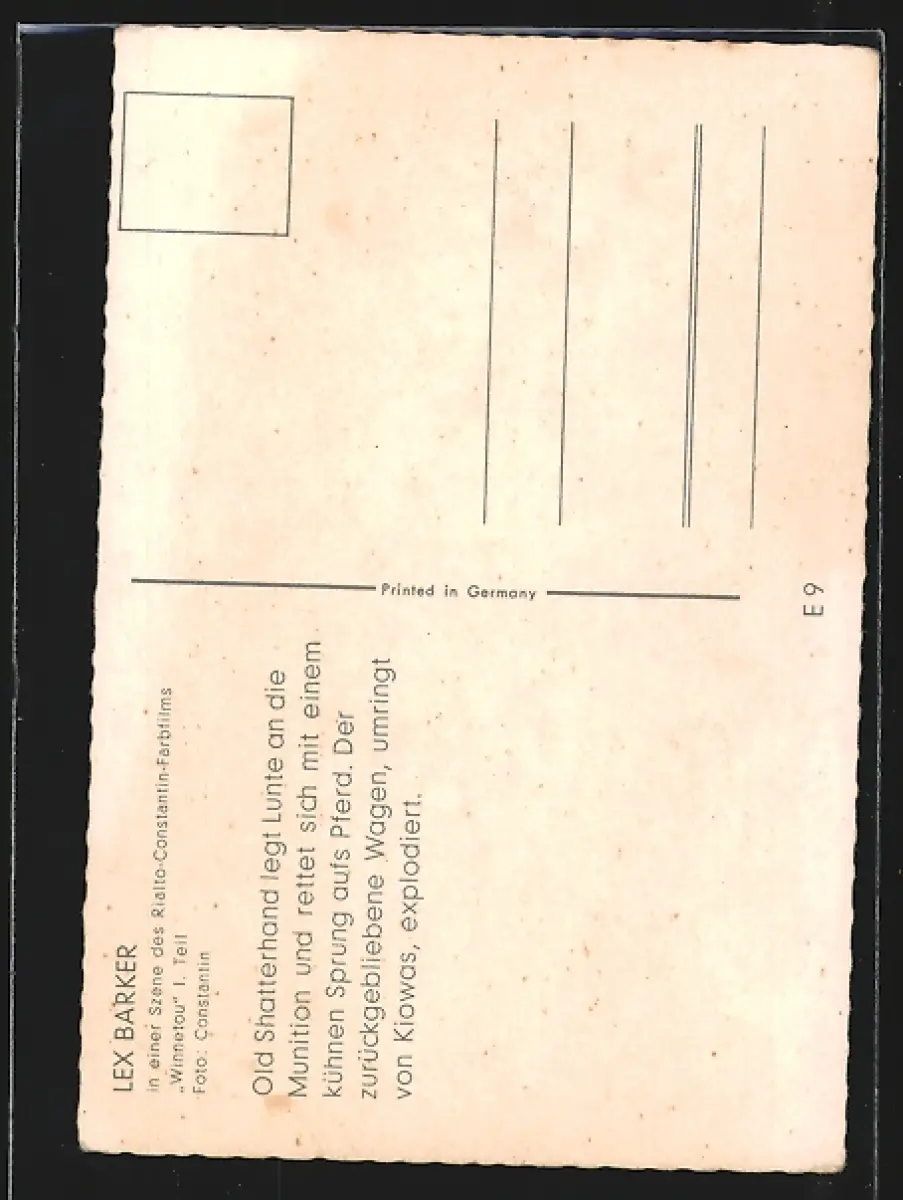 LEX BARKER
in einer Szene des Rialto-Constantin-Farbfilms
„Winnetou" I. Teil
Foto: Constantin
Old Shatterhand legt Lunte an die
Munition und rettet sich mit einem
kühnen Sprung aufs Pferd. Der
zurückgebliebene Wagen, umringt
von Kiowas, explodiert.
Printed in Germany
E 9